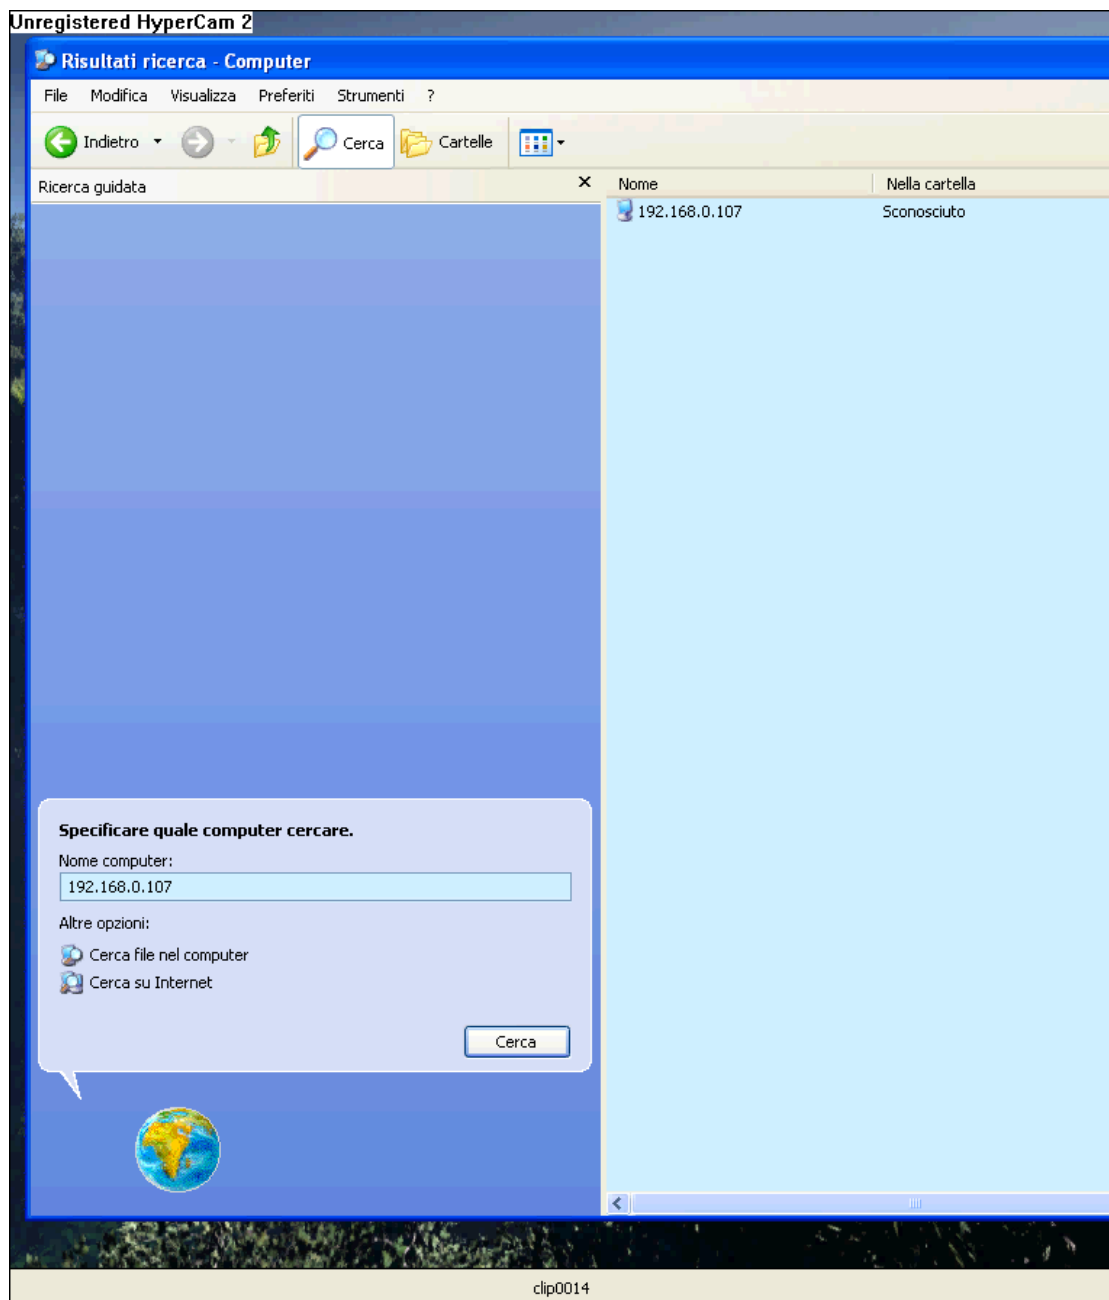 Unregistered HyperCam 2
Risultati ricerca - Computer
File Modifica Visualizza Preferiti Strumenti ?
Indietro Cerca Cartelle
Ricerca guidata
Nome Nella cartella
192.168.0.107 Sconosciuto
Specificare quale computer cercare.
Nome computer:
192.168.0.107
Altre opzioni:
Cerca file nel computer
Cerca su Internet
Cerca
clip0014